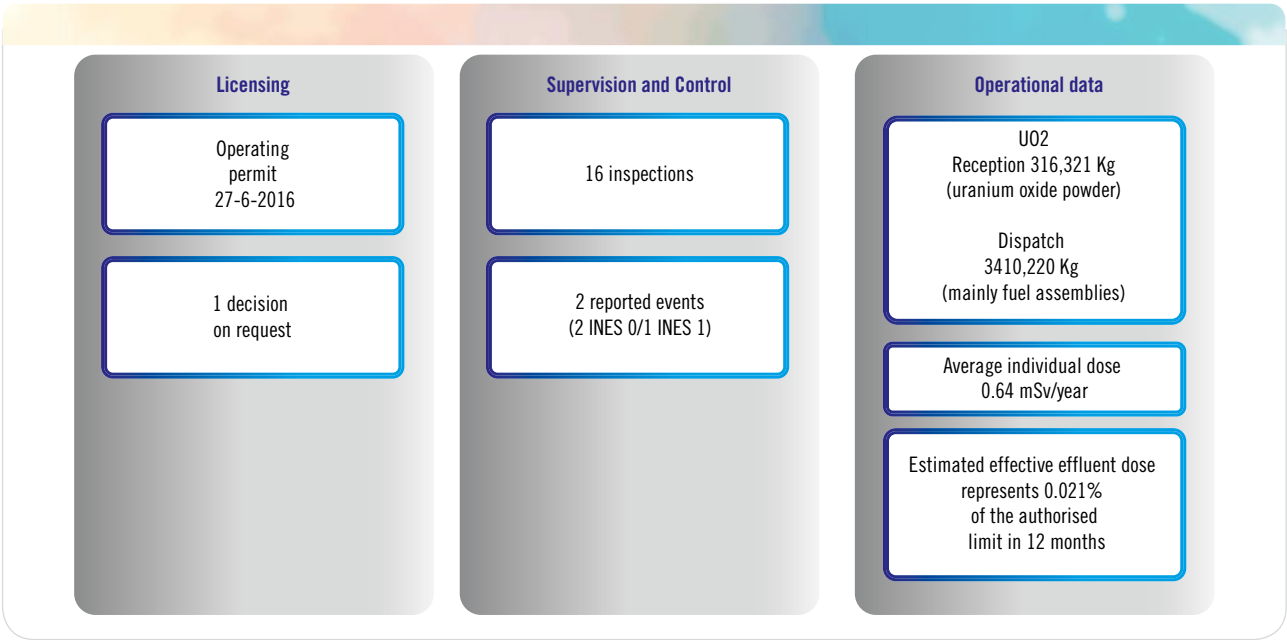 Licensing
Operating
permit
27-6-2016
1 decision
on request
Supervision and Control
16 inspections
2 reported events
(2 INES 0/1 INES 1)
Operational data
UO2
Reception 316,321 Kg
(uranium oxide powder)
Dispatch
3410,220 Kg
(mainly fuel assemblies)
Average individual dose
0.64 mSv/year
Estimated effective effluent dose
represents 0.021%
of the authorised
limit in 12 months